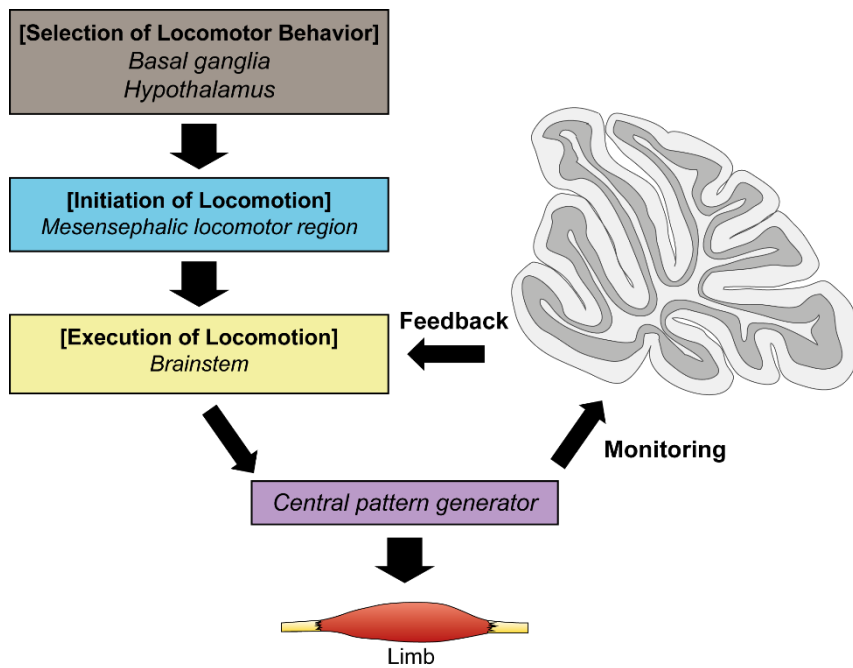 [Selection of Locomotor Behavior]
Basal ganglia
Hypothalamus
[Initiation of Locomotion]
Mesensephalic locomotor region
[Execution of Locomotion]
Brainstem
Feedback
Monitoring
Central pattern generator
Limb